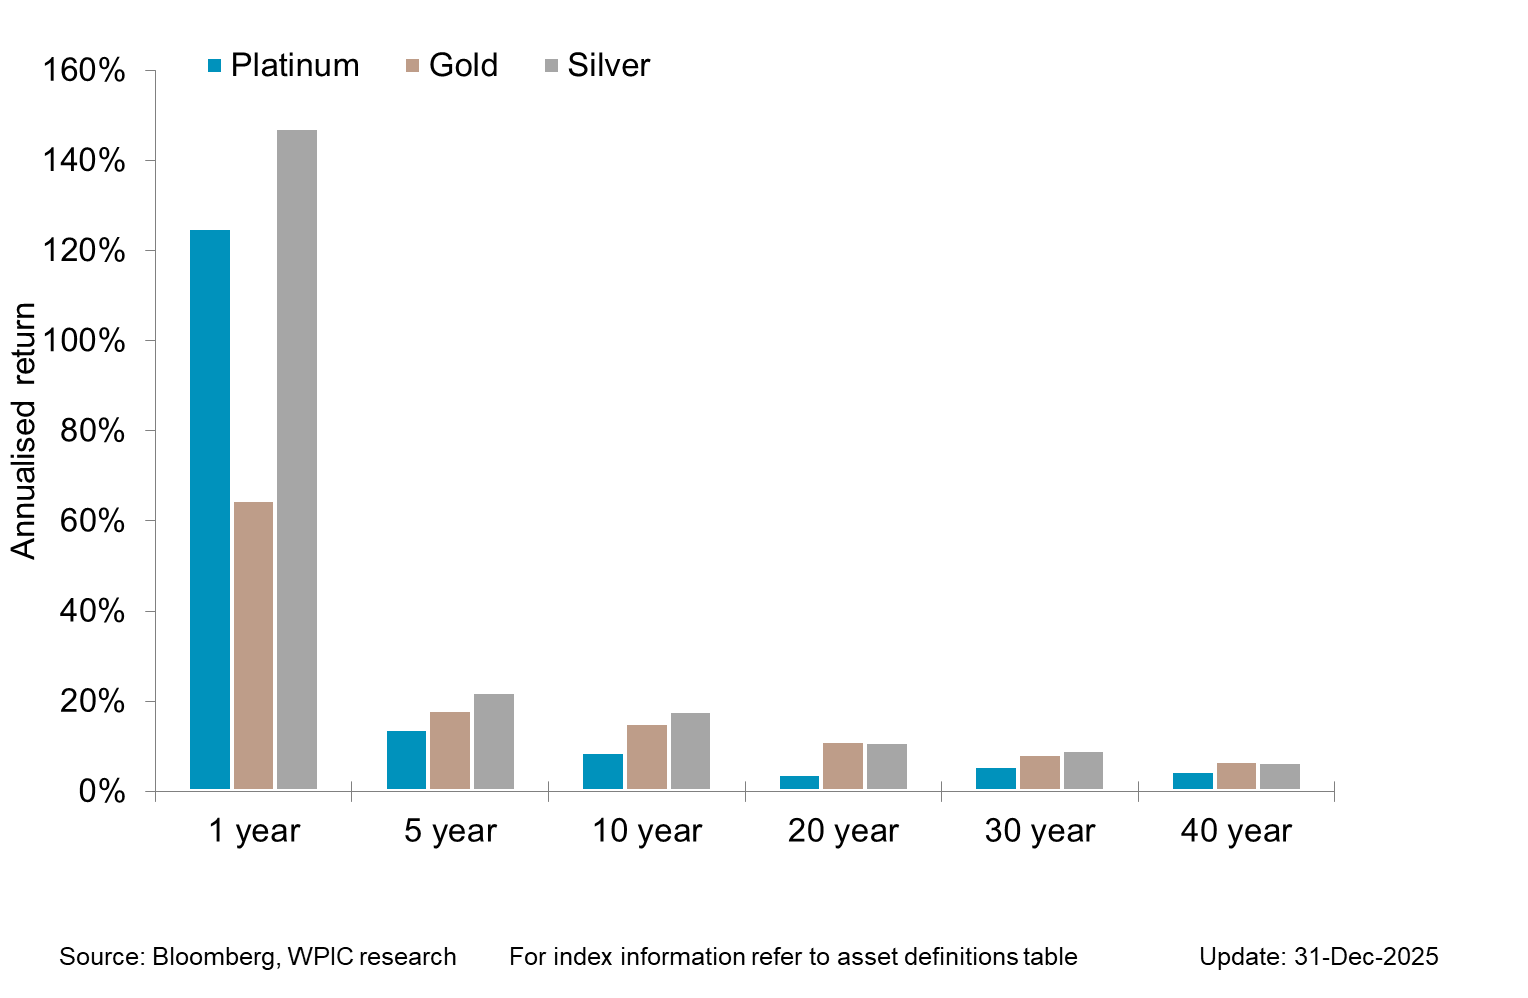 Platinum Gold Silver
160%
140%
120%
100%
80%
60%
40%
20%
0%
Annualised return
1 year 5 year 10 year 20 year 30 year 40 year
Source: Bloomberg, WPIC research For index information refer to asset definitions table Update: 31-Dec-2025